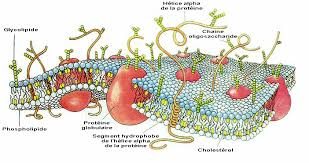 Hélice alpha
de la protéine
Glycolipide
Chaîne
oligosaccharide
Phospholipide
Protéine
globulaire
Segment hydrophobe
de l'hélice alpha
de la protéine
Cholestérol